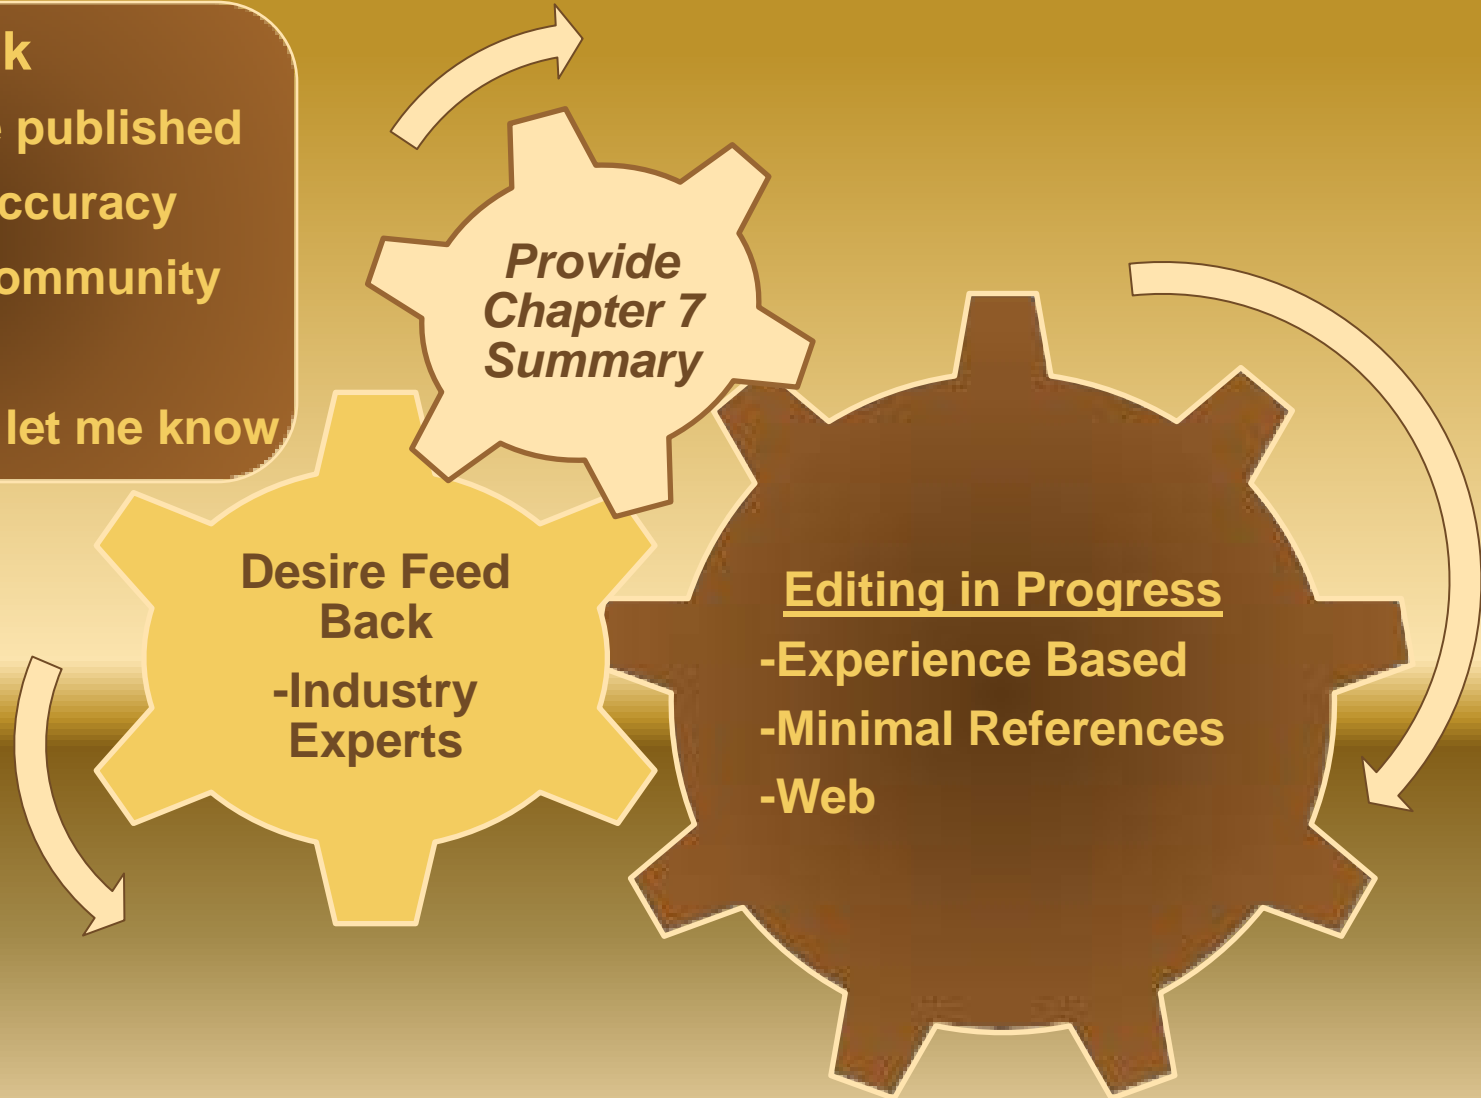 k
published
ccuracy
ommunity
let me know
Provide
Chapter 7
Summary
Desire Feed
Back
-Industry
Experts
Editing in Progress
-Experience Based
-Minimal References
-Web